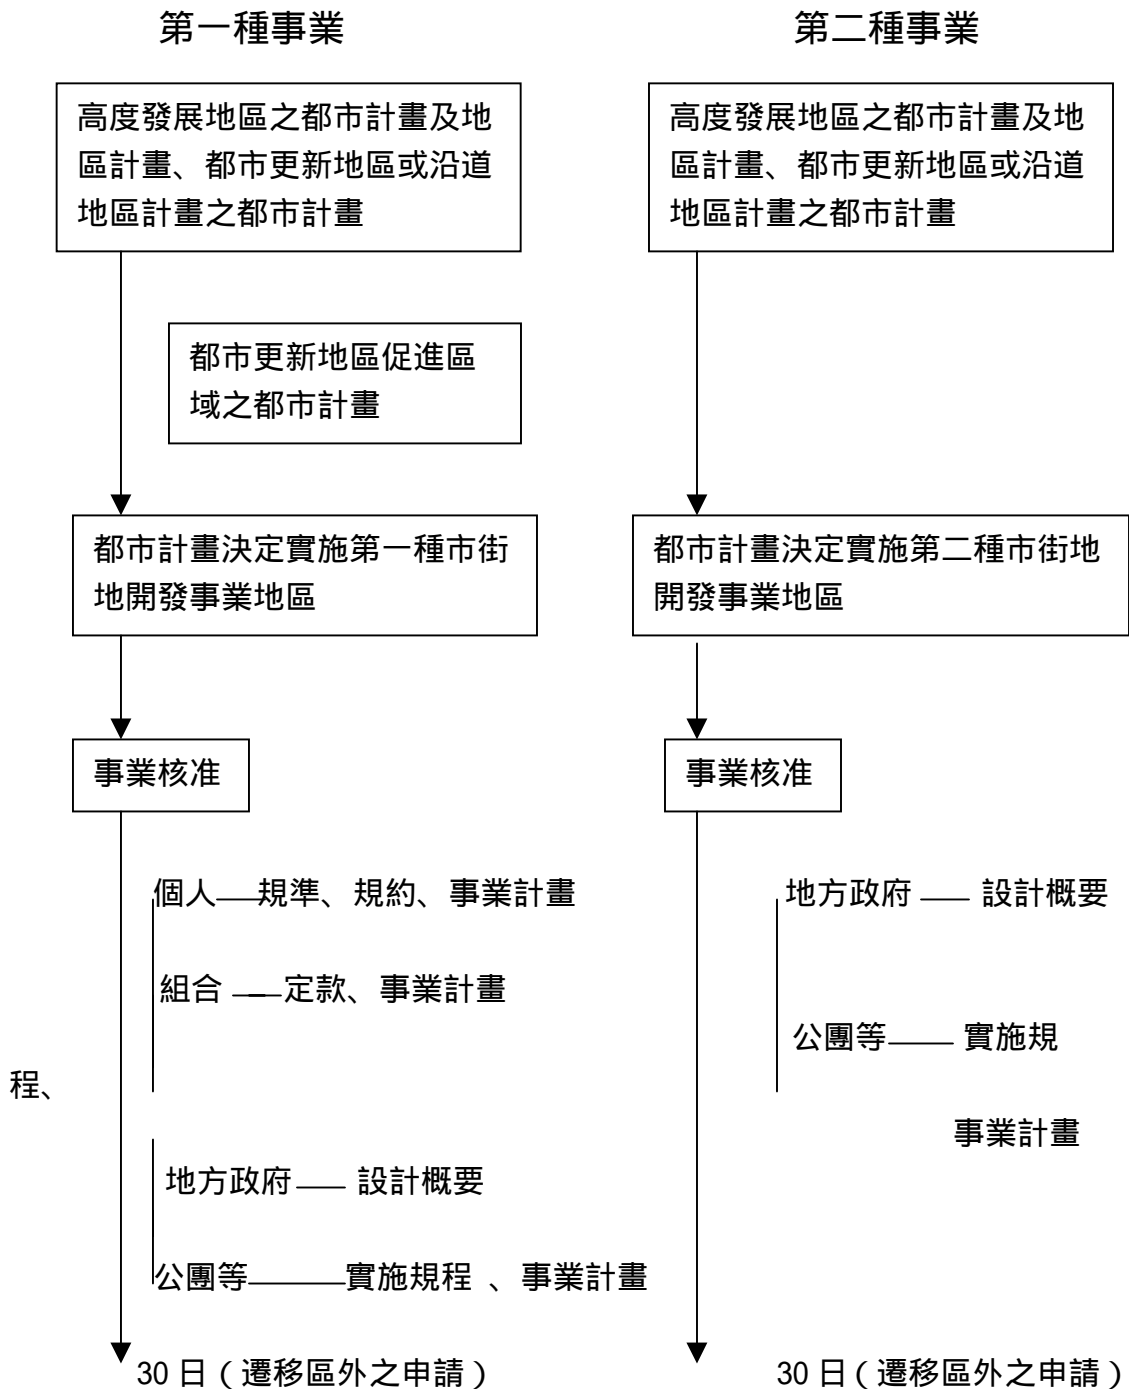 第一種事業
第二種事業
高度發展地區之都市計畫及地
區計畫、都市更新地區或沿道
地區計畫之都市計畫
高度發展地區之都市計畫及地
區計畫、都市更新地區或沿道
地區計畫之都市計畫
都市更新地區促進區
域之都市計畫
都市計畫決定實施第一種市街
地開發事業地區
都市計畫決定實施第二種市街地
開發事業地區
事業核准
事業核准
個人 規準、規約、事業計畫
地方政府 設計概要
組合 定款、事業計畫
公團等 實施規
程、
事業計畫
地方政府 設計概要
公團等 實施規程 、事業計畫
30 日（遷移區外之申請）
30 日（遷移區外之申請）